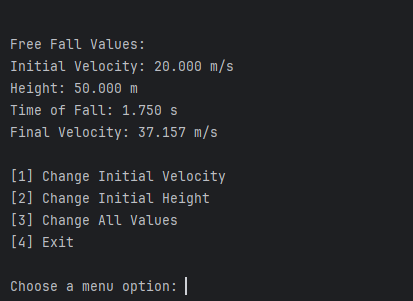 Free Fall Values:
Initial Velocity: 20.000 m/s
Height: 50.000 m
Time of Fall: 1.750 s
Final Velocity: 37.157 m/s
[1] Change Initial Velocity
[2] Change Initial Height
[3] Change All Values
[4] Exit
Choose a menu option: